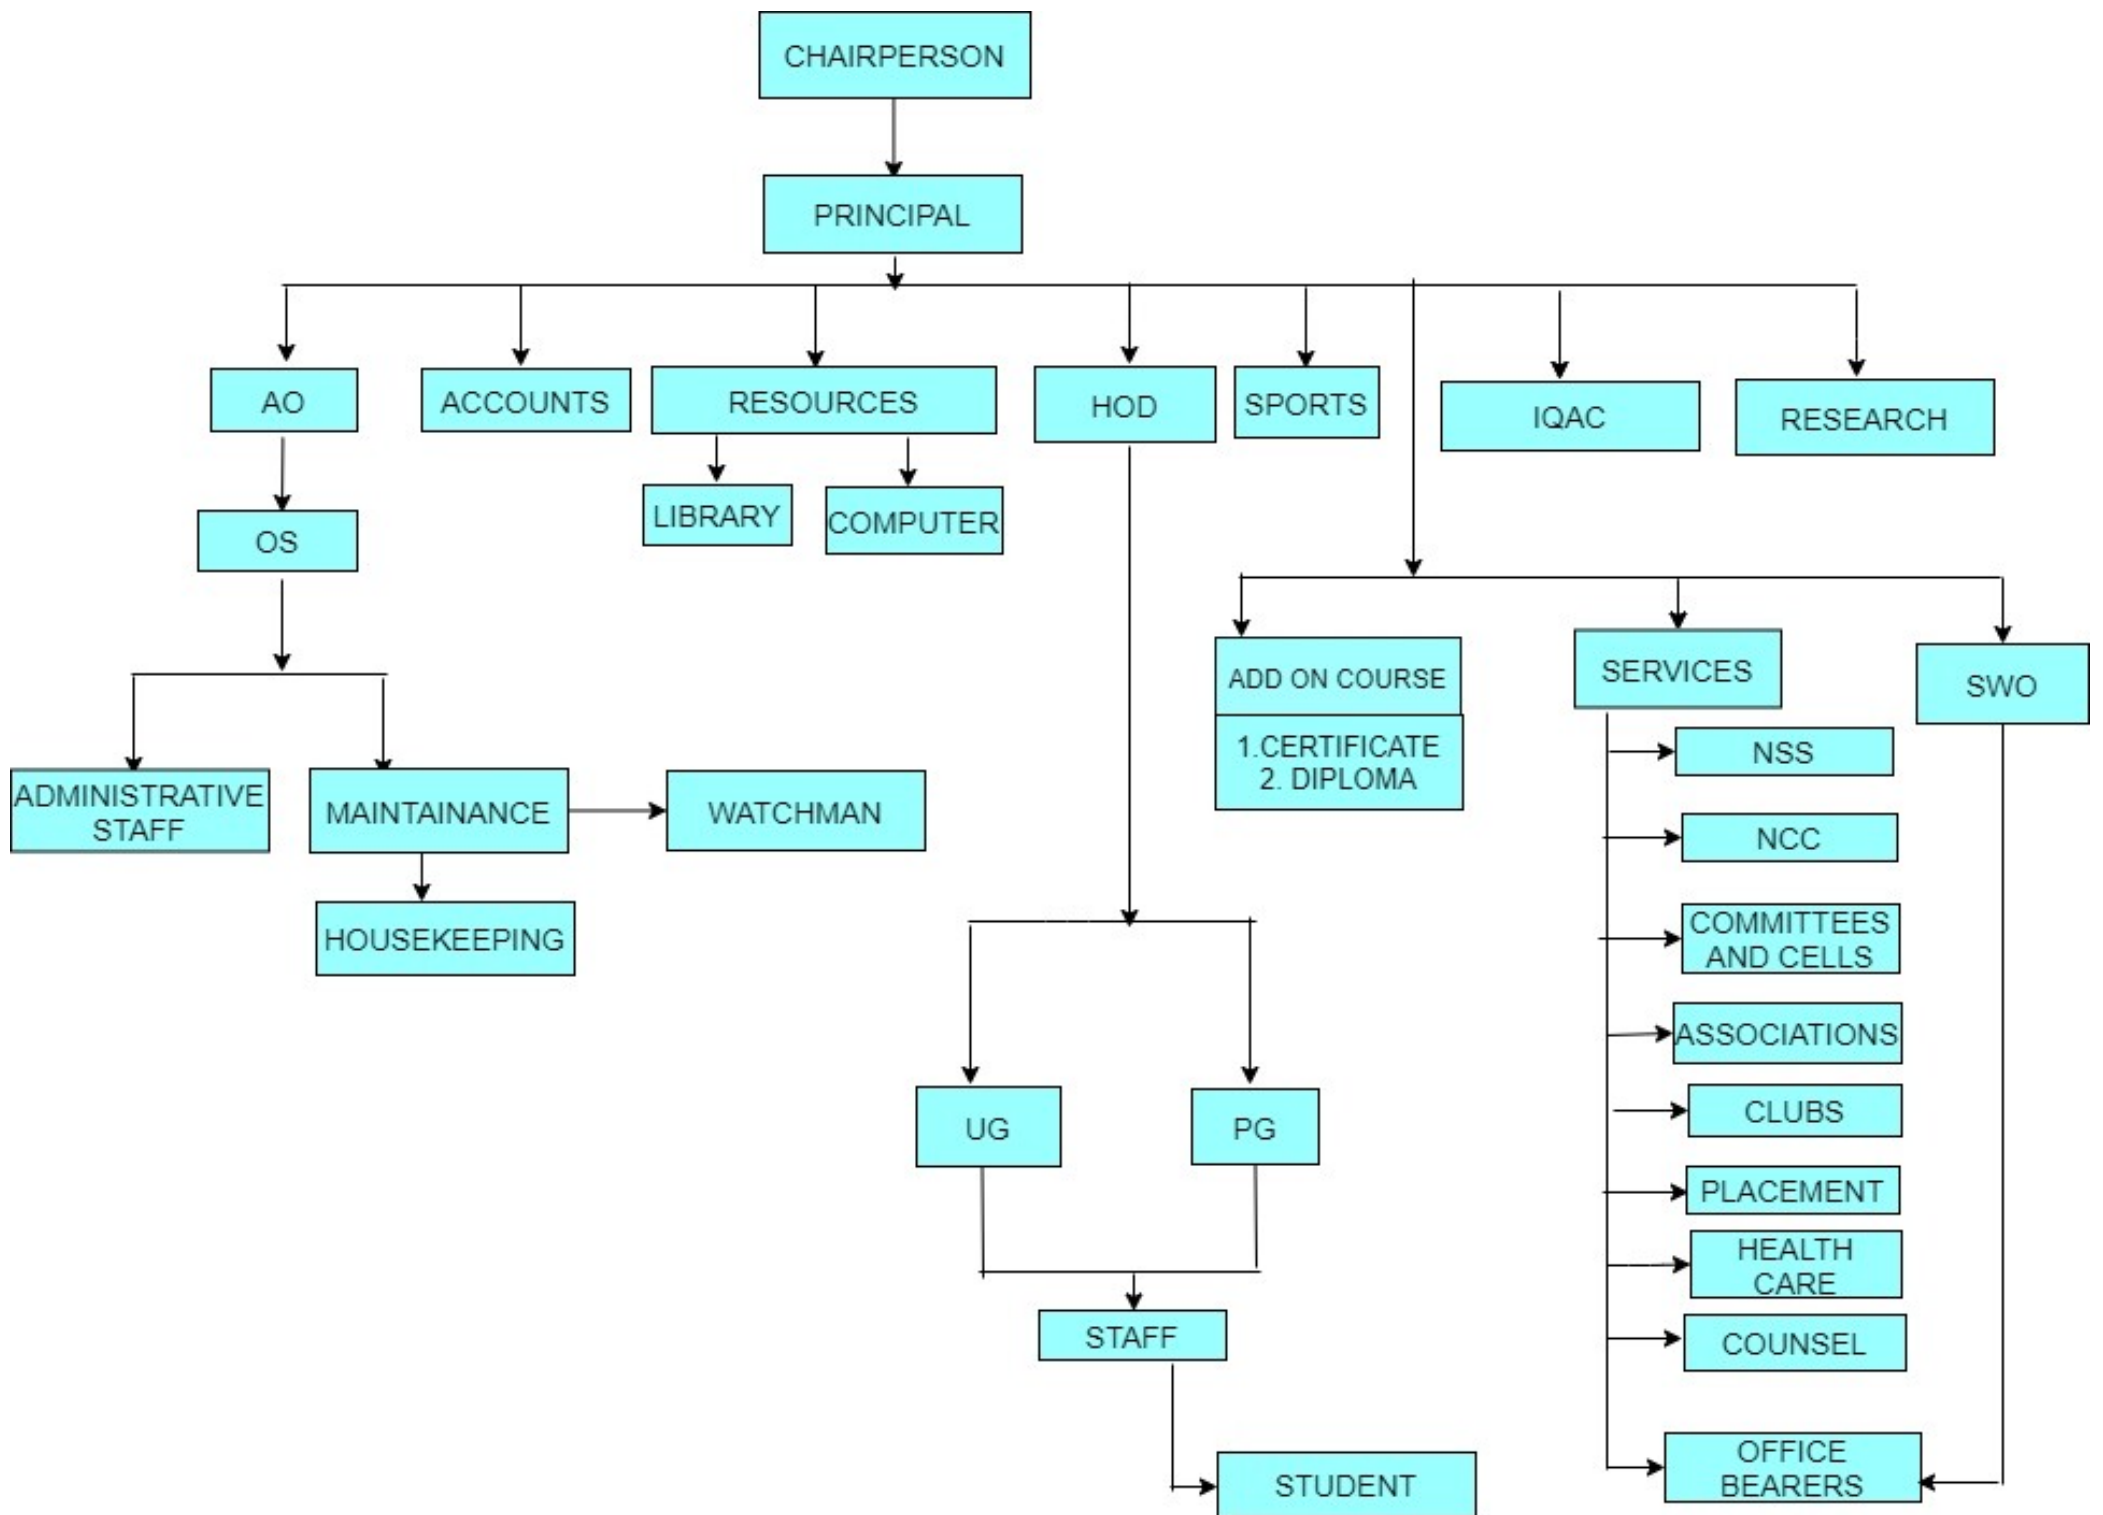 CHAIRPERSON
PRINCIPAL
AO
ACCOUNTS
RESOURCES
HOD
SPORTS
IQAC
RESEARCH
LIBRARY
COMPUTER
OS
ADD ON COURSE
1.CERTIFICATE
2. DIPLOMA
SERVICES
SWO
NSS
ADMINISTRATIVE
STAFF
MAINTAINANCE
WATCHMAN
NCC
HOUSEKEEPING
COMMITTEES
AND CELLS
ASSOCIATIONS
UG
PG
CLUBS
PLACEMENT
HEALTH
CARE
STAFF
COUNSEL
OFFICE
BEARERS
STUDENT